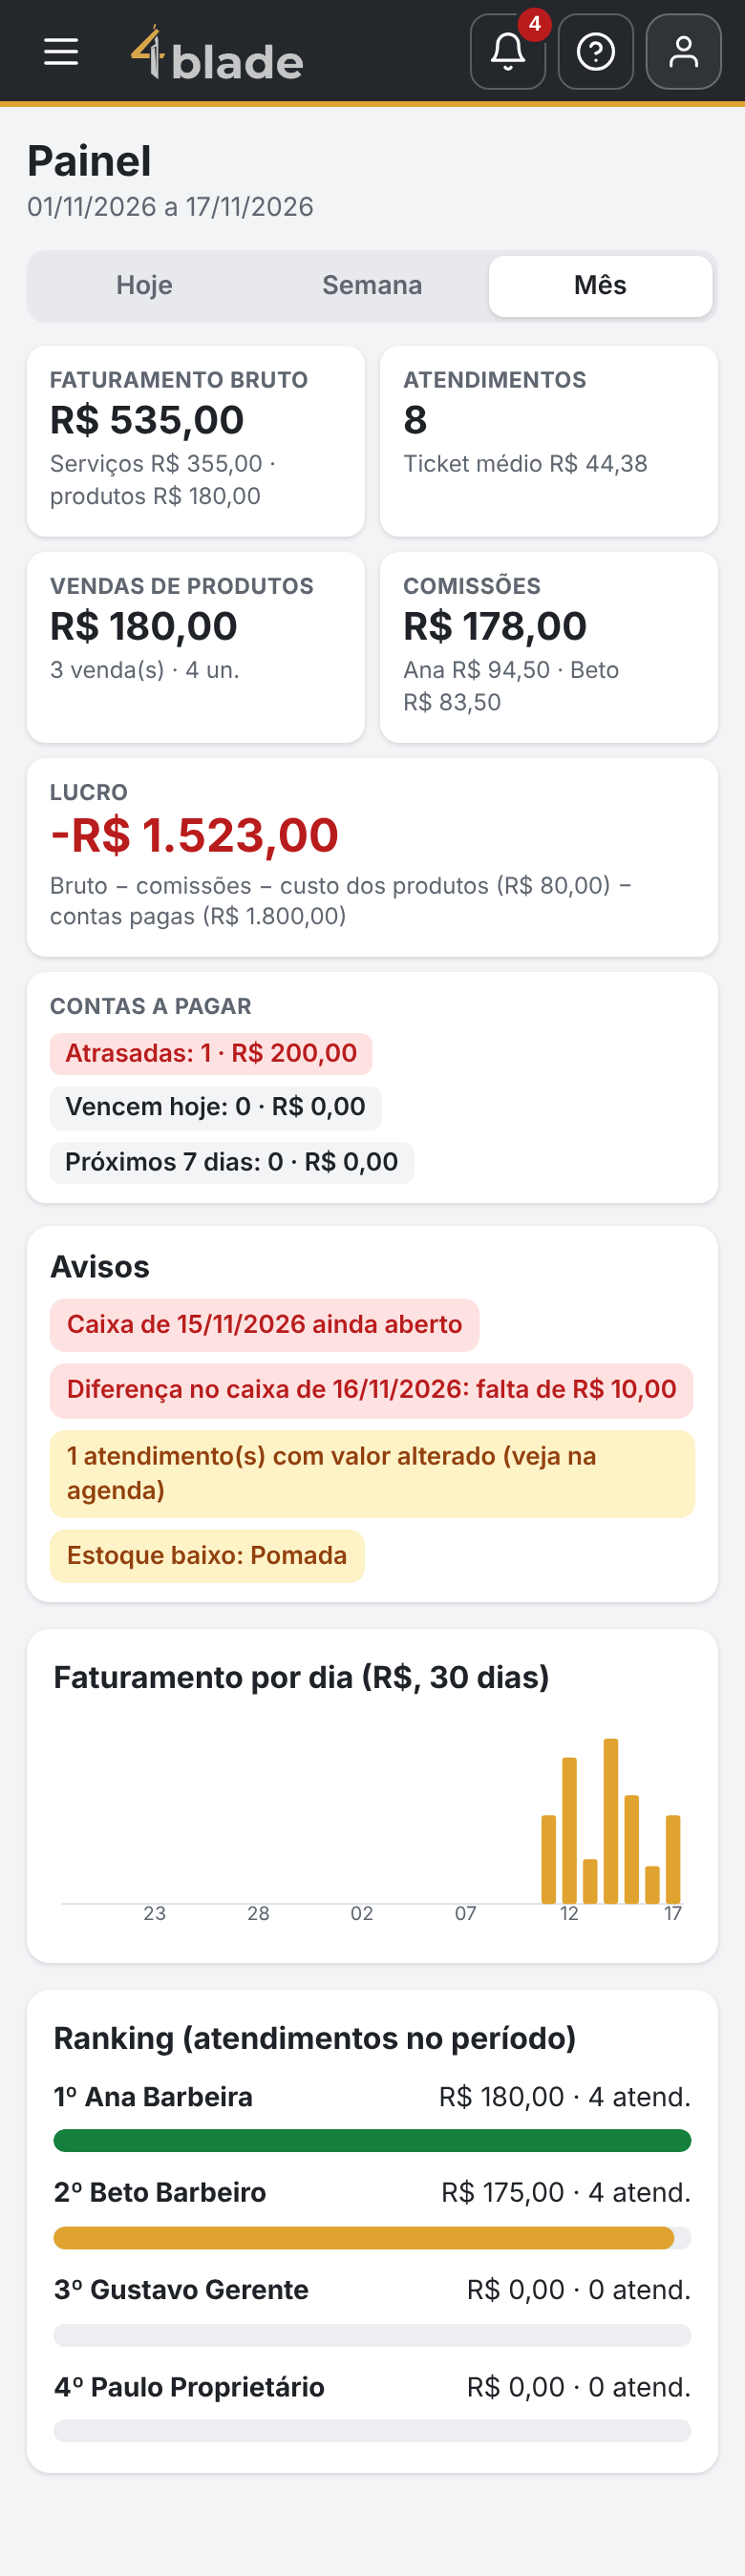 4blade
4
Painel
01/11/2026 a 17/11/2026
Hoje
Semana
Mês
FATURAMENTO BRUTO
R$ 535,00
Serviços R$ 355,00 ·
produtos R$ 180,00
ATENDIMENTOS
8
Ticket médio R$ 44,38
VENDAS DE PRODUTOS
R$ 180,00
3 venda(s) · 4 un.
COMISSÕES
R$ 178,00
Ana R$ 94,50 · Beto
R$ 83,50
LUCRO
-R$ 1.523,00
Bruto − comissões − custo dos produtos (R$ 80,00) −
contas pagas (R$ 1.800,00)
CONTAS A PAGAR
Atrasadas: 1 · R$ 200,00
Vencem hoje: 0 · R$ 0,00
Próximos 7 dias: 0 · R$ 0,00
Avisos
Caixa de 15/11/2026 ainda aberto
Diferença no caixa de 16/11/2026: falta de R$ 10,00
1 atendimento(s) com valor alterado (veja na
agenda)
Estoque baixo: Pomada
Faturamento por dia (R$, 30 dias)
23 28 02 07 12 17
Ranking (atendimentos no período)
1º Ana Barbeira R$ 180,00 · 4 atend.
2º Beto Barbeiro R$ 175,00 · 4 atend.
3º Gustavo Gerente R$ 0,00 · 0 atend.
4º Paulo Proprietário R$ 0,00 · 0 atend.